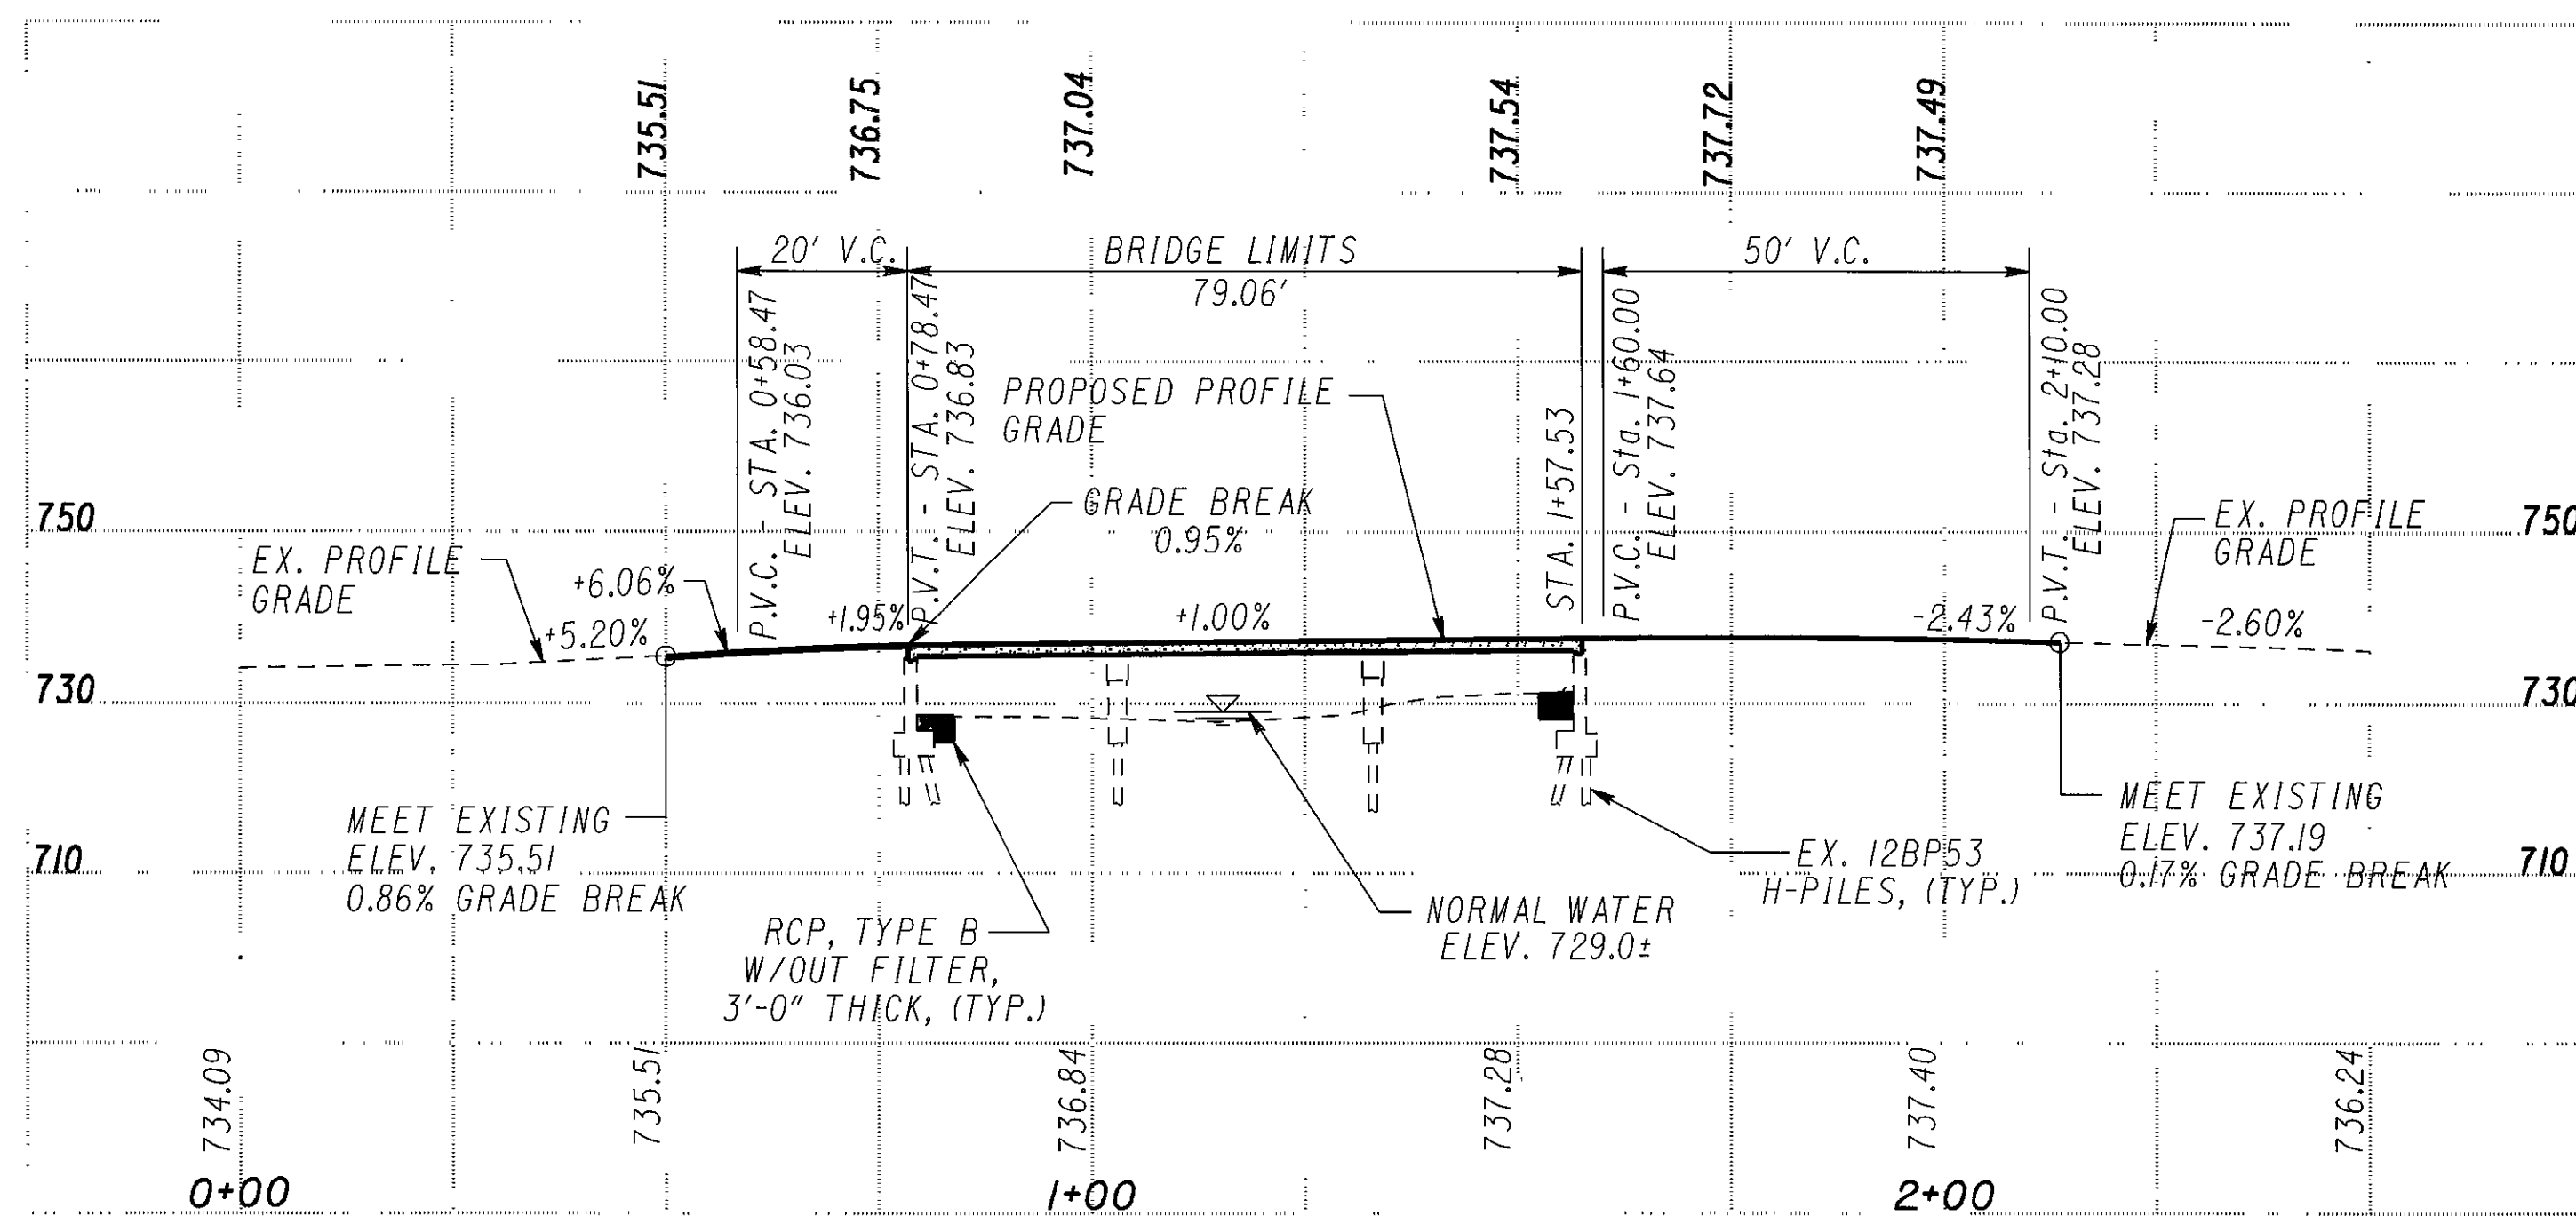 735.51
736.75
737.04
737.54
737.72
737.49
20' V.C.
BRIDGE LIMITS
79.06'
50' V.C.
P.V.C. - STA. 0+58.47
ELEV. 736.03
P.V.T. - STA. 0+78.47
ELEV. 736.83
PROPOSED PROFILE
GRADE
GRADE BREAK
0.95%
STA. 1+57.53
P.V.C. - Sta. 1+60.00
ELEV. 737.64
P.V.T. - Sta. 2+10.00
ELEV. 737.28
750
750
EX. PROFILE
GRADE
EX. PROFILE
GRADE
+6.06%
+5.20%
+1.95%
+1.00%
-2.43%
-2.60%
730
730
MEET EXISTING
ELEV. 735.51
0.86% GRADE BREAK
MEET EXISTING
ELEV. 737.19
0.17% GRADE BREAK
710
710
EX. 12BP53
H-PILES, (TYP.)
RCP, TYPE B
W/OUT FILTER,
3'-0" THICK, (TYP.)
NORMAL WATER
ELEV. 729.0±
734.09
735.51
736.84
737.28
737.40
736.24
0+00
1+00
2+00